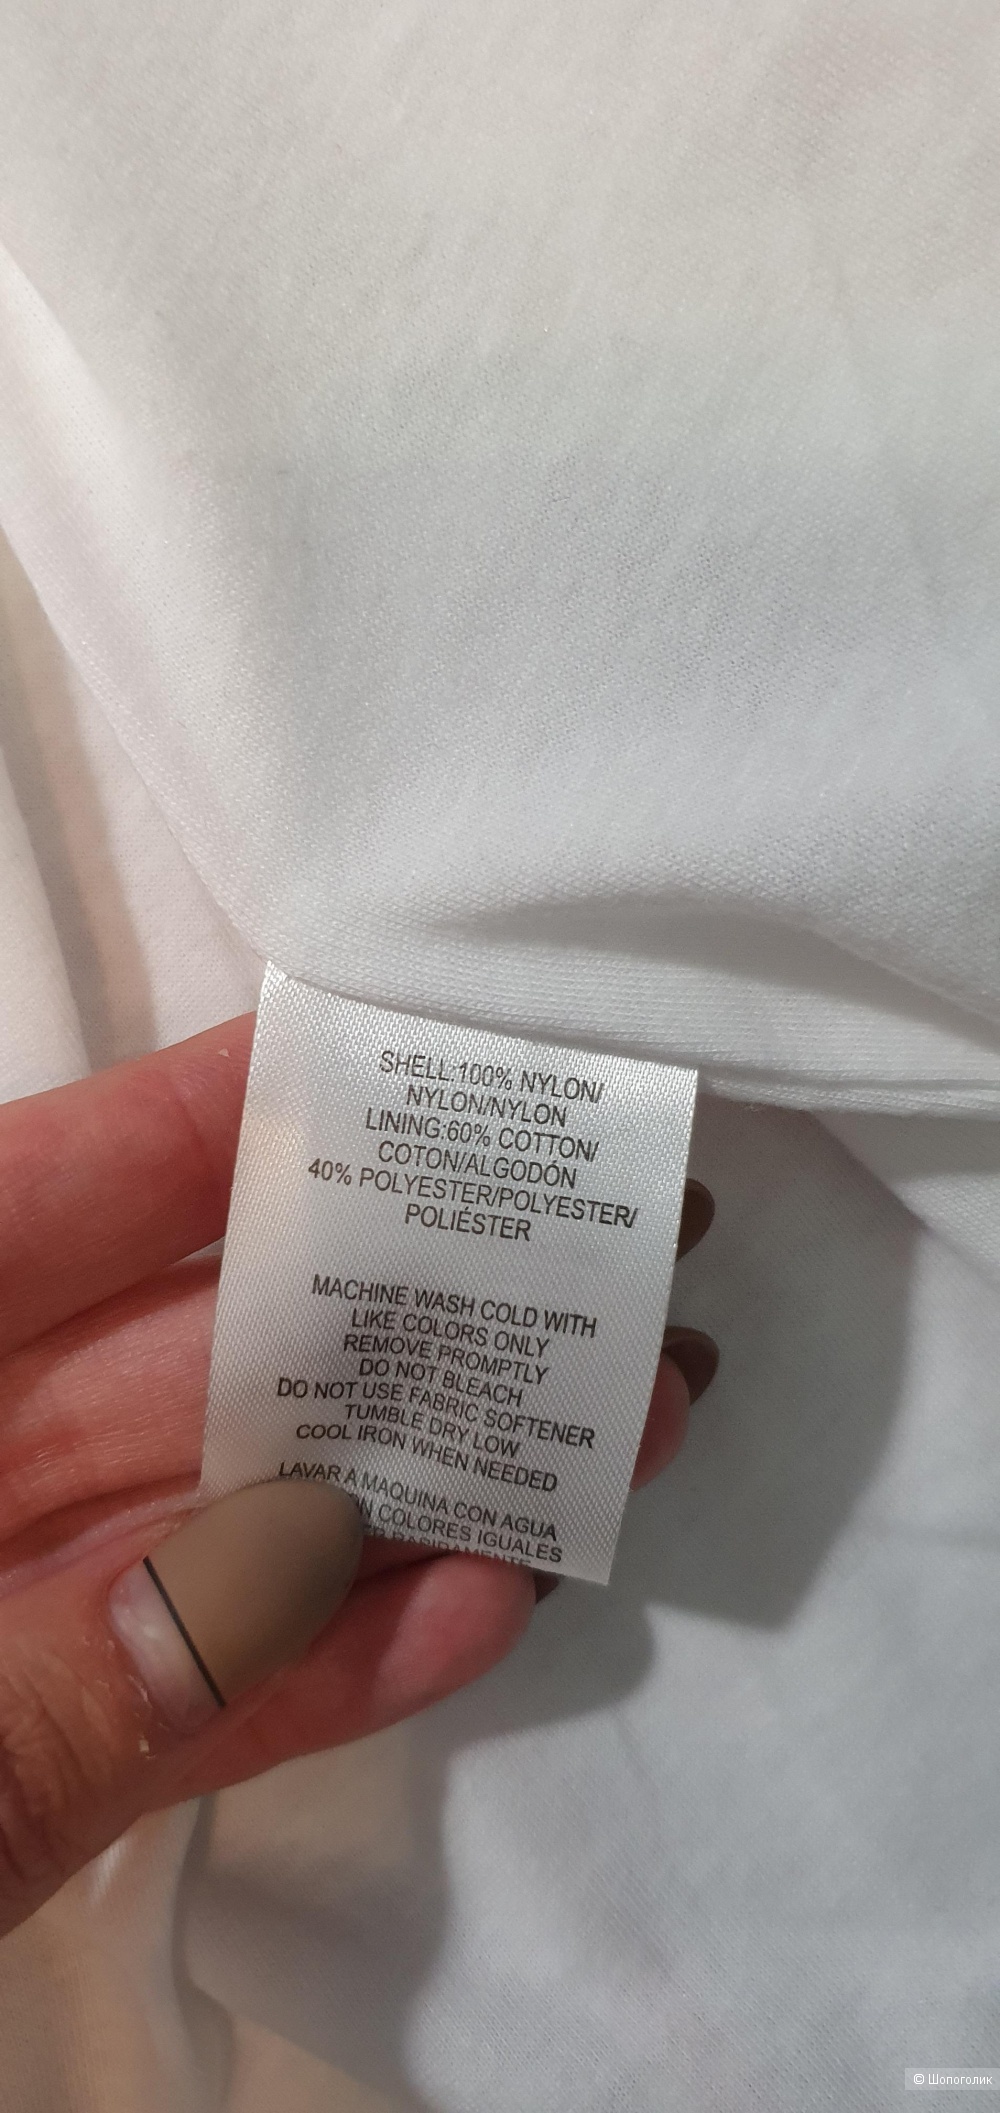 SHELL:100% NYLON/
NYLON/NYLON
LINING:60% COTTON/
COTON/ALGODÓN
40% POLYESTER/POLYESTER/
POLIÉSTER
MACHINE WASH COLD WITH
LIKE COLORS ONLY
REMOVE PROMPTLY
DO NOT BLEACH
DO NOT USE FABRIC SOFTENER
TUMBLE DRY LOW
COOL IRON WHEN NEEDED
LAVAR A MAQUINA CON AGUA
COLORES IGUALES
© Шопоголик